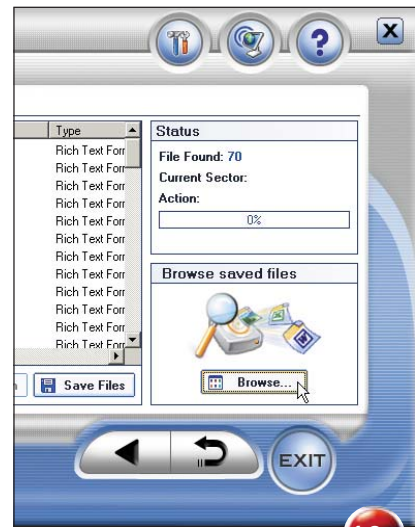 ?
X
Type
Rich Text Forr
Rich Text Forr
Rich Text Forr
Rich Text Forr
Rich Text Forr
Rich Text Forr
Rich Text Forr
Rich Text Forr
Rich Text Forr
Rich Text Forr
Rich Text Forr
Rich Text Forr
Status
File Found: 70
Current Sector:
Action:
0%
Browse saved files
Browse...
Save Files
EXIT